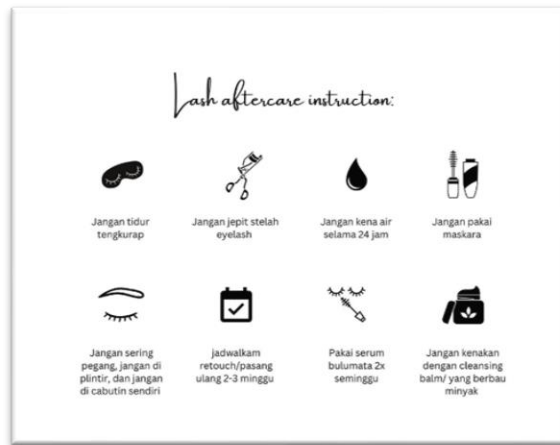 Lash aftercare instruction:
Jangan tidur
tengkurap
Jangan jepit stelah
eyelash
Jangan kena air
selama 24 jam
Jangan pakai
maskara
Jangan sering
pegang, jangan di
plintir, dan jangan
di cabutin sendiri
jadwalkam
retouch/pasang
ulang 2-3 minggu
Pakai serum
bulumata 2x
seminggu
Jangan kenakan
dengan cleansing
balm/ yang berbau
minyak